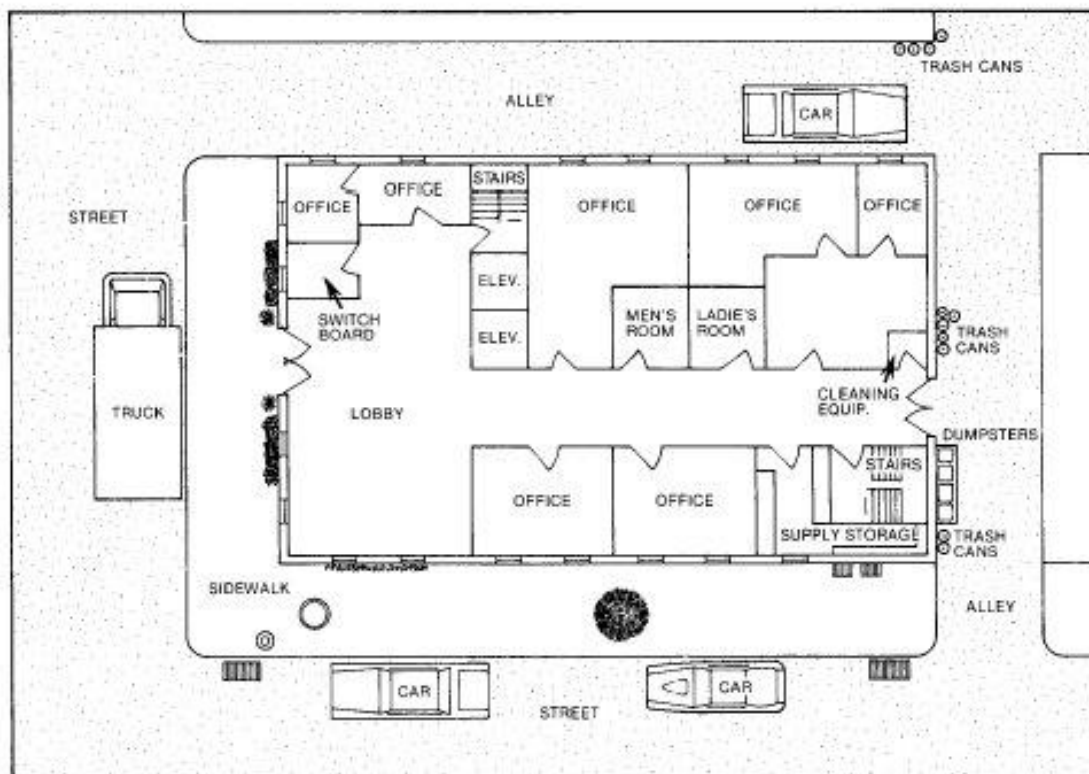 TRASH CANS
ALLEY
CAR
STAIRS
OFFICE
OFFICE
OFFICE
OFFICE
OFFICE
STREET
ELEV.
SWITCH
BOARD
ELEV.
MEN'S
ROOM
LADIE'S
ROOM
TRASH
CANS
CLEANING
EQUIP.
TRUCK
LOBBY
DUMPSTERS
STAIRS
OFFICE
OFFICE
SUPPLY STORAGE
TRASH
CANS
SIDEWALK
ALLEY
CAR
CAR
STREET